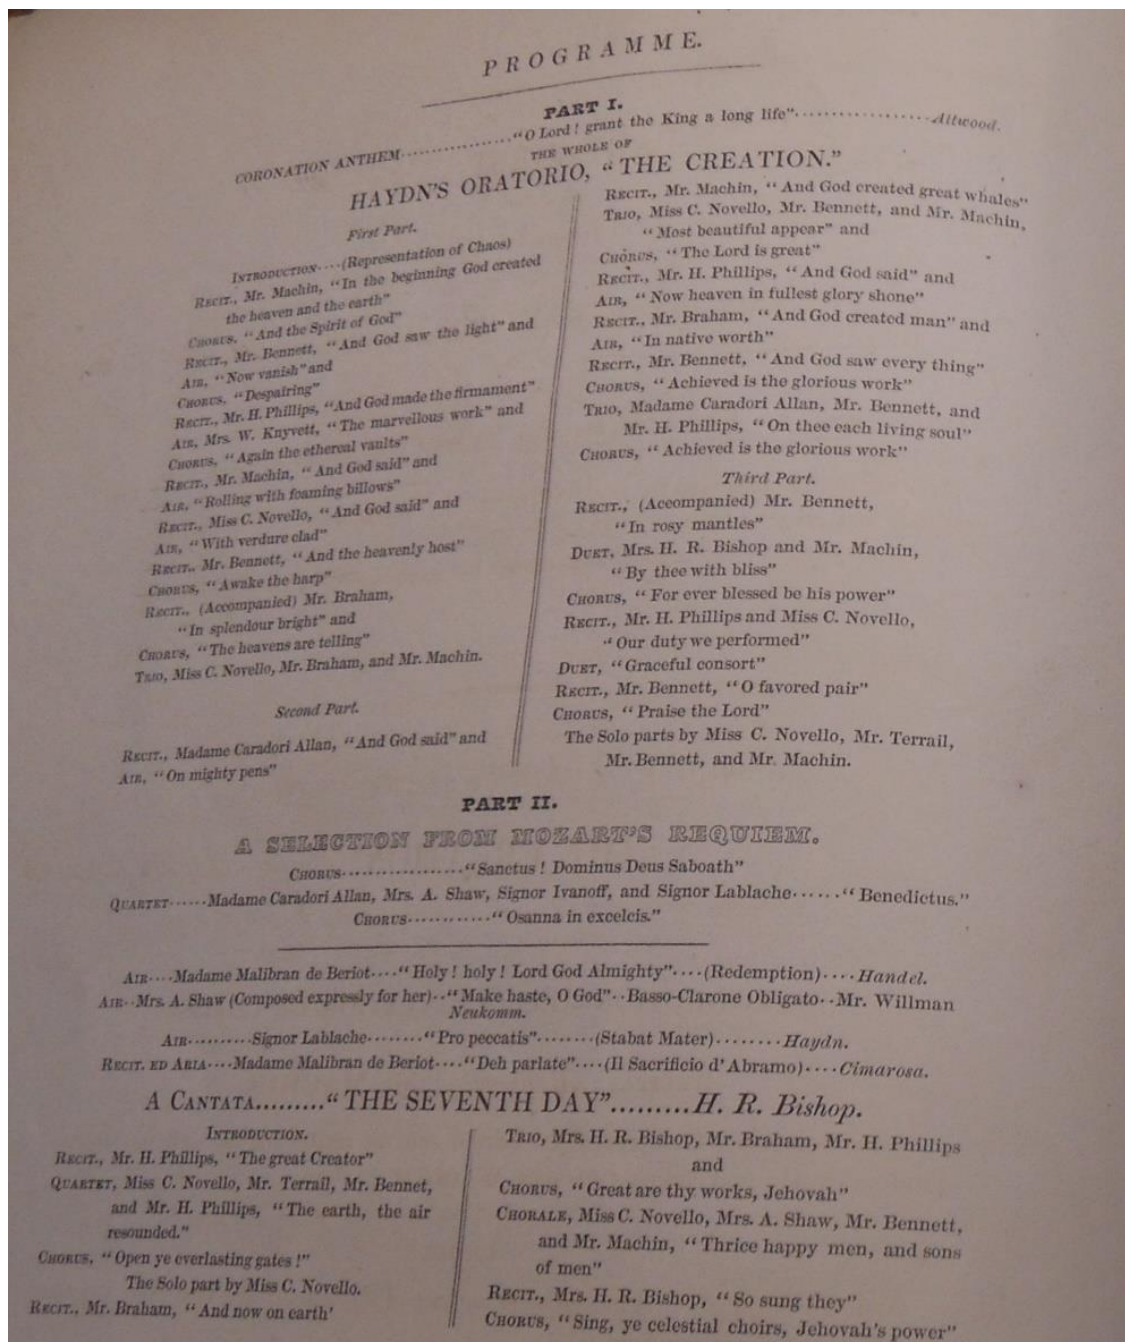 PROGRAMME.
PART I.
CORONATION ANTHEM················"O Lord! grant the King a long life"·················Attwood.
THE WHOLE OF
HAYDN'S ORATORIO, "THE CREATION."
First Part.
INTRODUCTION····(Representation of Chaos)
RECIT., Mr. Machin, "In the beginning God created
the heaven and the earth"
CHORUS, "And the Spirit of God"
RECIT., Mr. Bennett, "And God saw the light" and
AIR, "Now vanish" and
CHORUS, "Despairing"
RECIT., Mr. H. Phillips, "And God made the firmament"
AIR, Mrs. W. Knyvett, "The marvellous work" and
CHORUS, "Again the ethereal vaults"
RECIT., Mr. Machin, "And God said" and
AIR, "Rolling with foaming billows"
RECIT., Miss C. Novello, "And God said" and
AIR, "With verdure clad"
RECIT., Mr. Bennett, "And the heavenly host"
CHORUS, "Awake the harp"
RECIT., (Accompanied) Mr. Braham,
"In splendour bright" and
CHORUS, "The heavens are telling"
TRIO, Miss C. Novello, Mr. Braham, and Mr. Machin.
Second Part.
RECIT., Madame Caradori Allan, "And God said" and
AIR, "On mighty pens"
RECIT., Mr. Machin, "And God created great whales"
TRIO, Miss C. Novello, Mr. Bennett, and Mr. Machin,
"Most beautiful appear" and
CHORUS, "The Lord is great"
RECIT., Mr. H. Phillips, "And God said" and
AIR, "Now heaven in fullest glory shone"
RECIT., Mr. Braham, "And God created man" and
AIR, "In native worth"
RECIT., Mr. Bennett, "And God saw every thing"
CHORUS, "Achieved is the glorious work"
TRIO, Madame Caradori Allan, Mr. Bennett, and
Mr. H. Phillips, "On thee each living soul"
CHORUS, "Achieved is the glorious work"
Third Part.
RECIT., (Accompanied) Mr. Bennett,
"In rosy mantles"
DUET, Mrs. H. R. Bishop and Mr. Machin,
"By thee with bliss"
CHORUS, "For ever blessed be his power"
RECIT., Mr. H. Phillips and Miss C. Novello,
"Our duty we performed"
DUET, "Graceful consort"
RECIT., Mr. Bennett, "O favored pair"
CHORUS, "Praise the Lord"
The Solo parts by Miss C. Novello, Mr. Terrail,
Mr. Bennett, and Mr. Machin.
PART II.
A SELECTION FROM MOZART'S REQUIEM.
CHORUS·················"Sanctus! Dominus Deus Saboath"
QUARTET······Madame Caradori Allan, Mrs. A. Shaw, Signor Ivanoff, and Signor Lablache······"Benedictus."
CHORUS············"Osanna in excelcis."
AIR····Madame Malibran de Beriot····"Holy! holy! Lord God Almighty"····(Redemption)····Handel.
AIR··Mrs. A. Shaw (Composed expressly for her)··"Make haste, O God"··Basso-Clarone Obligato··Mr. Willman
Neukomm.
AIR··········Signor Lablache········"Pro peccatis"········(Stabat Mater)········Haydn.
RECIT. ED ARIA····Madame Malibran de Beriot····"Deh parlate"····(Il Sacrificio d'Abramo)····Cimarosa.
A CANTATA........."THE SEVENTH DAY".........H. R. Bishop.
INTRODUCTION.
RECIT., Mr. H. Phillips, "The great Creator"
QUARTET, Miss C. Novello, Mr. Terrail, Mr. Bennet,
and Mr. H. Phillips, "The earth, the air
resounded."
CHORUS, "Open ye everlasting gates!"
The Solo part by Miss C. Novello.
RECIT., Mr. Braham, "And now on earth'
TRIO, Mrs. H. R. Bishop, Mr. Braham, Mr. H. Phillips
and
CHORUS, "Great are thy works, Jehovah"
CHORALE, Miss C. Novello, Mrs. A. Shaw, Mr. Bennett,
and Mr. Machin, "Thrice happy men, and sons
of men"
RECIT., Mrs. H. R. Bishop, "So sung they"
CHORUS, "Sing, ye celestial choirs, Jehovah's power"